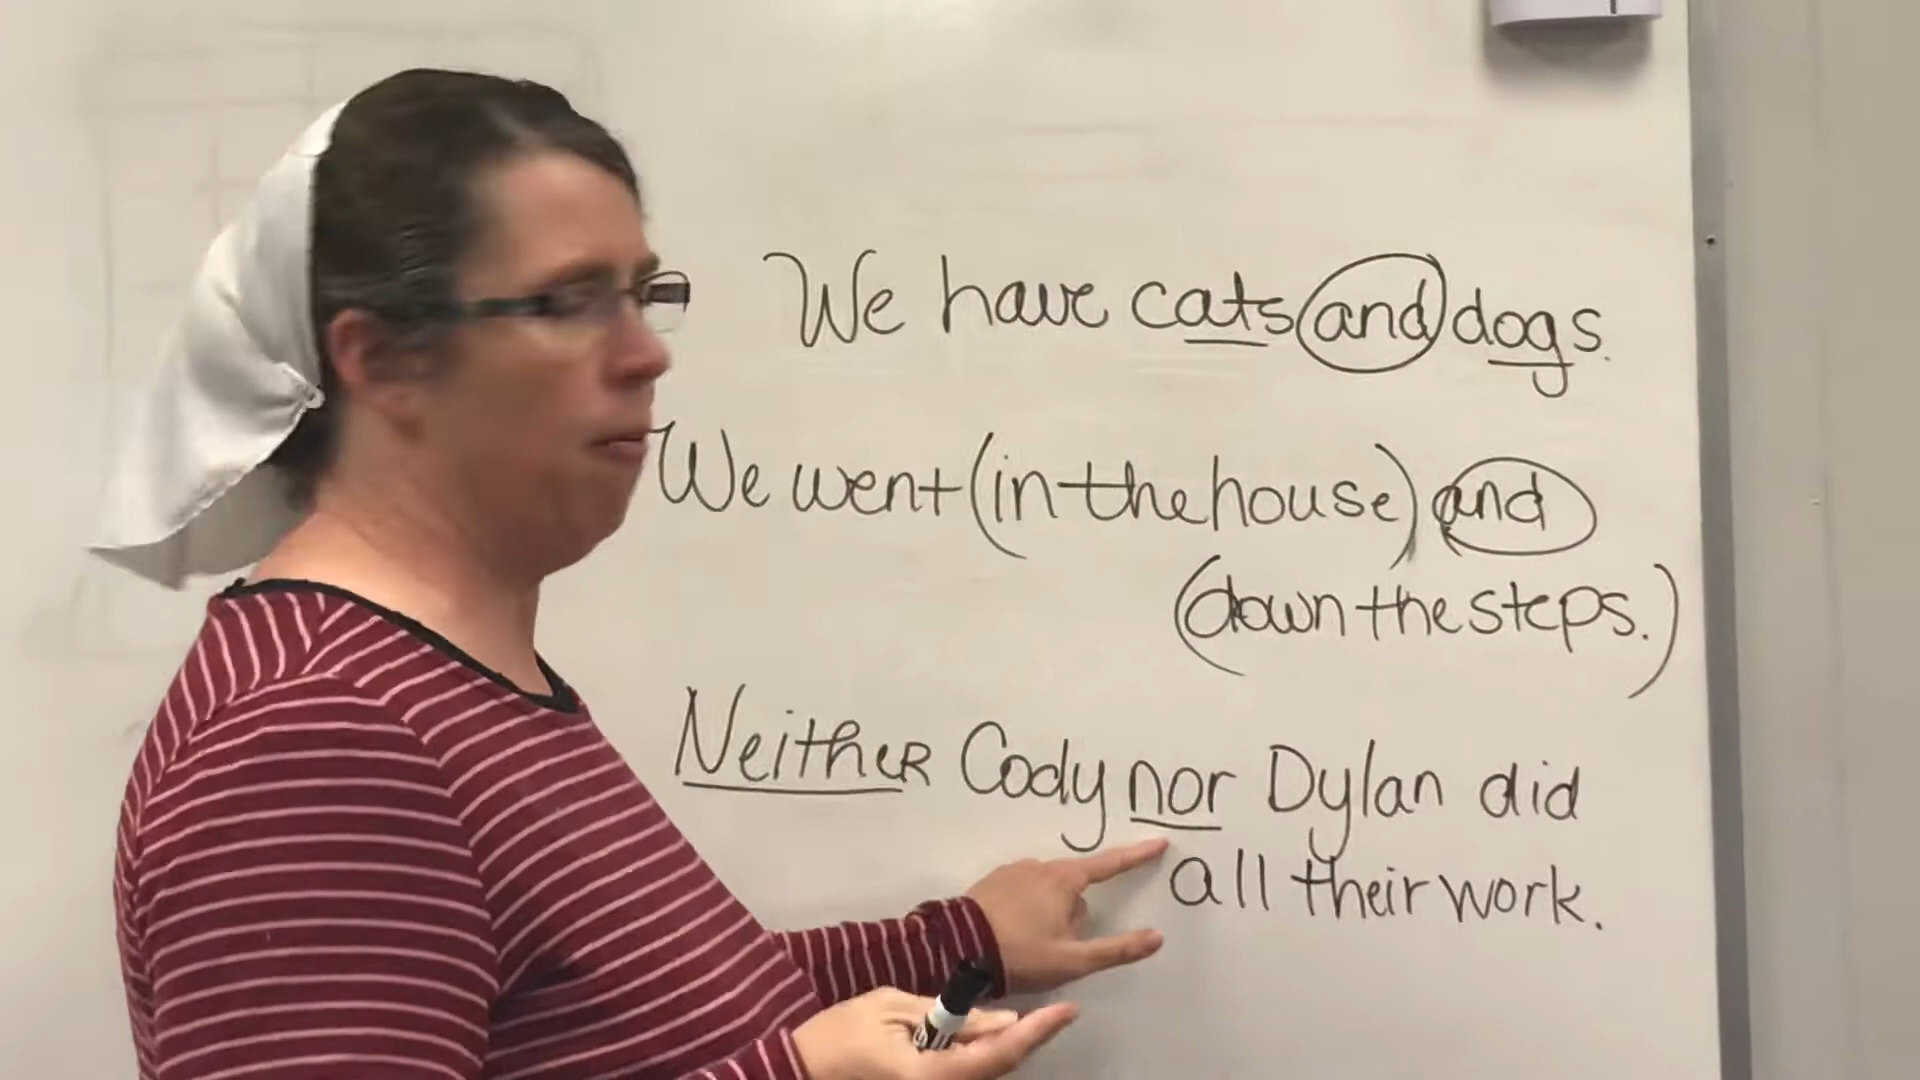 We have cats and dogs.
We went (in the house) and
(down the steps.)
Neither Cody nor Dylan did
all their work.